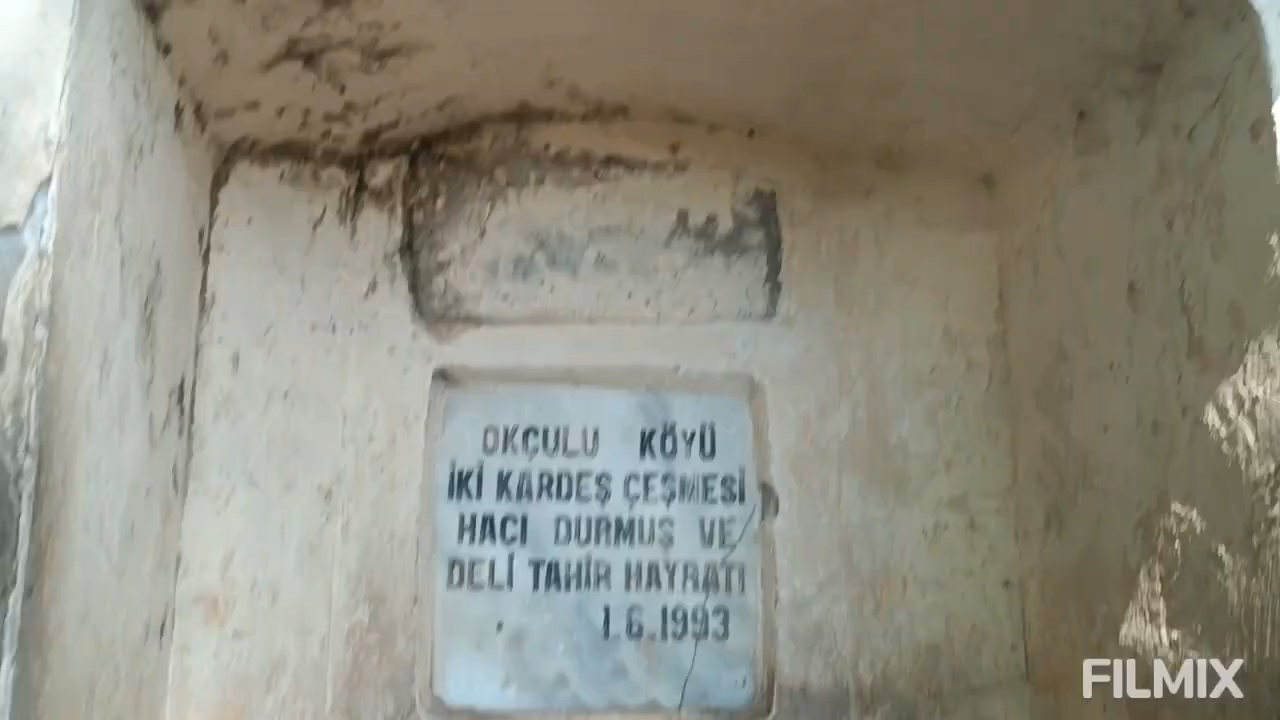 OKÇULU KÖYÜ
İKİ KARDEŞ ÇEŞMESİ
HACI DURMUŞ VE
DELİ TAHİR HAYRATI
1.6.1993
FILMIX